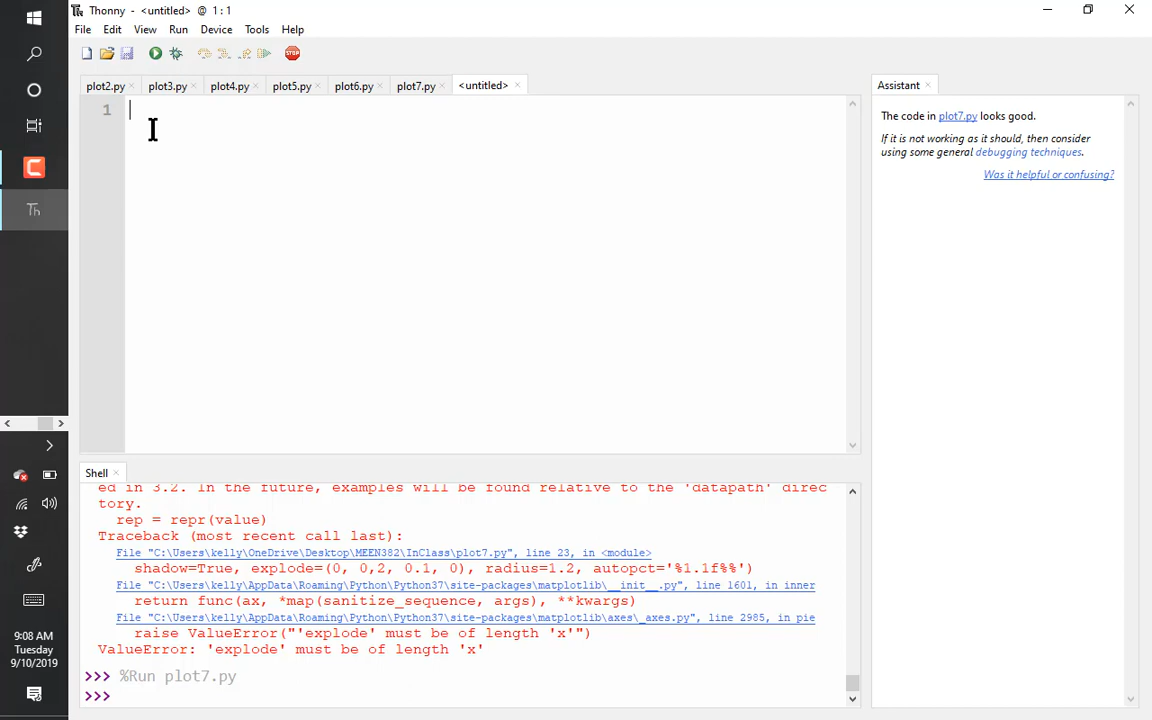 Thonny - <untitled> @ 1:1
File Edit View Run Device Tools Help
STOP
plot2.py plot3.py plot4.py plot5.py plot6.py plot7.py <untitled>
Assistant
1
The code in plot7.py looks good.
If it is not working as it should, then consider
using some general debugging techniques.
Was it helpful or confusing?
Th
Shell
ed in 3.2. In the future, examples will be found relative to the 'datapath' direc
tory.
rep = repr(value)
Traceback (most recent call last):
File "C:\Users\kelly\OneDrive\Desktop\MEEN382\InClass\plot7.py", line 23, in <module>
shadow=True, explode=(0, 0,2, 0.1, 0), radius=1.2, autopct='%1.1f%%')
File "C:\Users\kelly\AppData\Roaming\Python\Python37\site-packages\matplotlib\__init__.py", line 1601, in inner
return func(ax, *map(sanitize_sequence, args), **kwargs)
File "C:\Users\kelly\AppData\Roaming\Python\Python37\site-packages\matplotlib\axes\_axes.py", line 2985, in pie
raise ValueError("'explode' must be of length 'x'")
ValueError: 'explode' must be of length 'x'
>>> %Run plot7.py
>>>
9:08 AM
Tuesday
9/10/2019